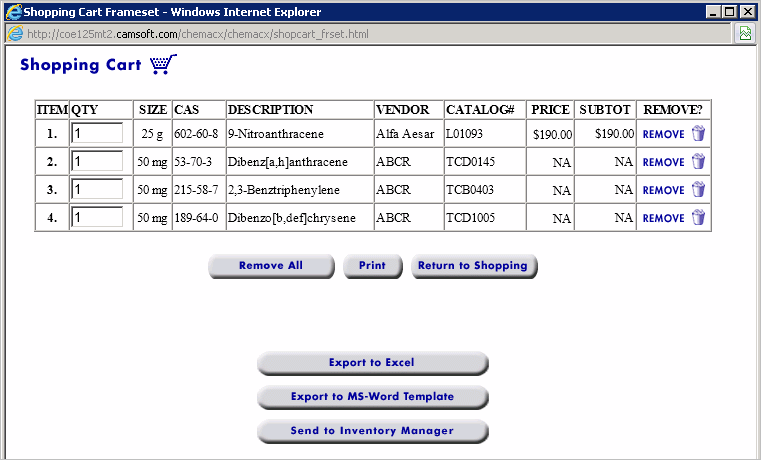 Shopping Cart Frameset - Windows Internet Explorer
http://coe125mt2.camsoft.com/chemacx/chemacx/shopcart_frset.html
Shopping Cart
ITEM QTY SIZE CAS DESCRIPTION VENDOR CATALOG# PRICE SUBTOT REMOVE?
1. 1 25 g 602-60-8 9-Nitroanthracene Alfa Aesar L01093 $190.00 $190.00 REMOVE
2. 1 50 mg 53-70-3 Dibenz[a,h]anthracene ABCR TCD0145 NA NA REMOVE
3. 1 50 mg 215-58-7 2,3-Benztriphenylene ABCR TCB0403 NA NA REMOVE
4. 1 50 mg 189-64-0 Dibenzo[b,def]chrysene ABCR TCD1005 NA NA REMOVE
Remove All Print Return to Shopping
Export to Excel
Export to MS-Word Template
Send to Inventory Manager